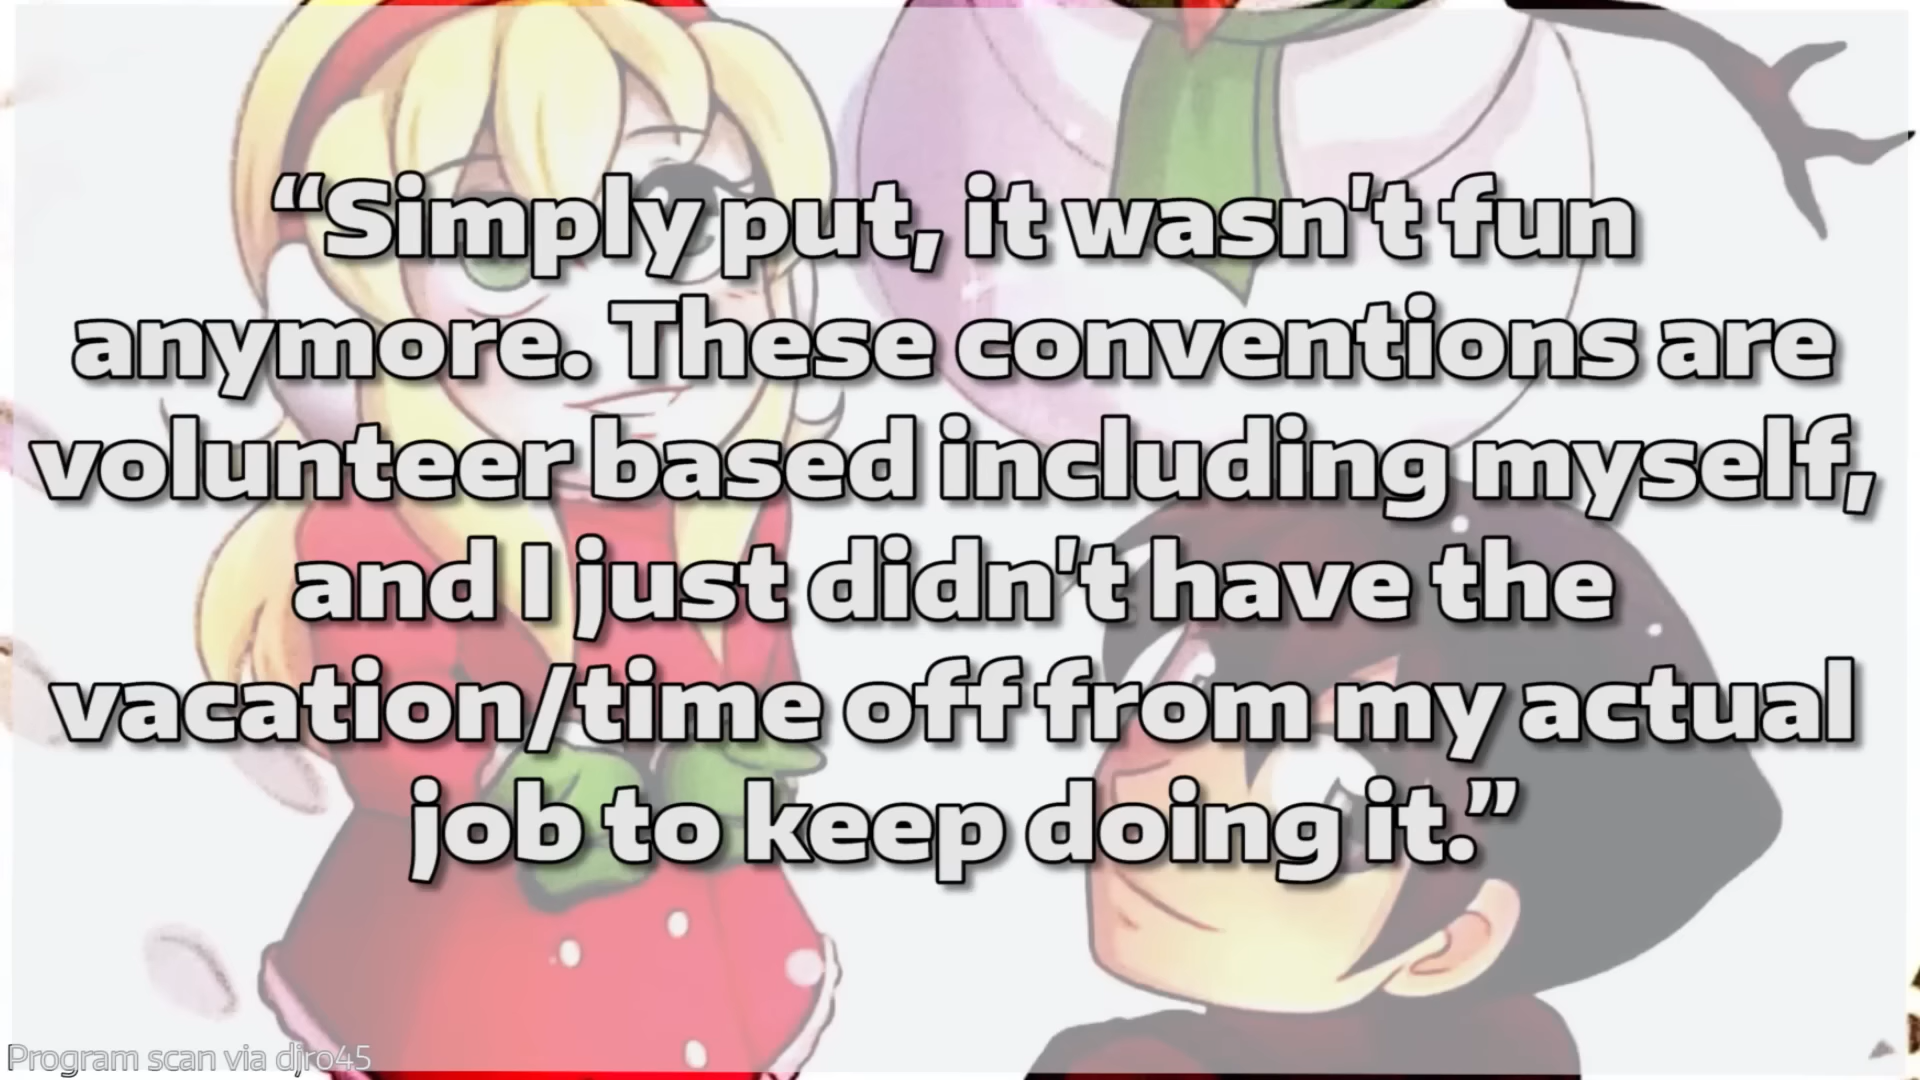 “Simply put, it wasn't fun
anymore. These conventions are
volunteer based including myself,
and I just didn't have the
vacation/time off from my actual
job to keep doing it.”
Program scan via djro45